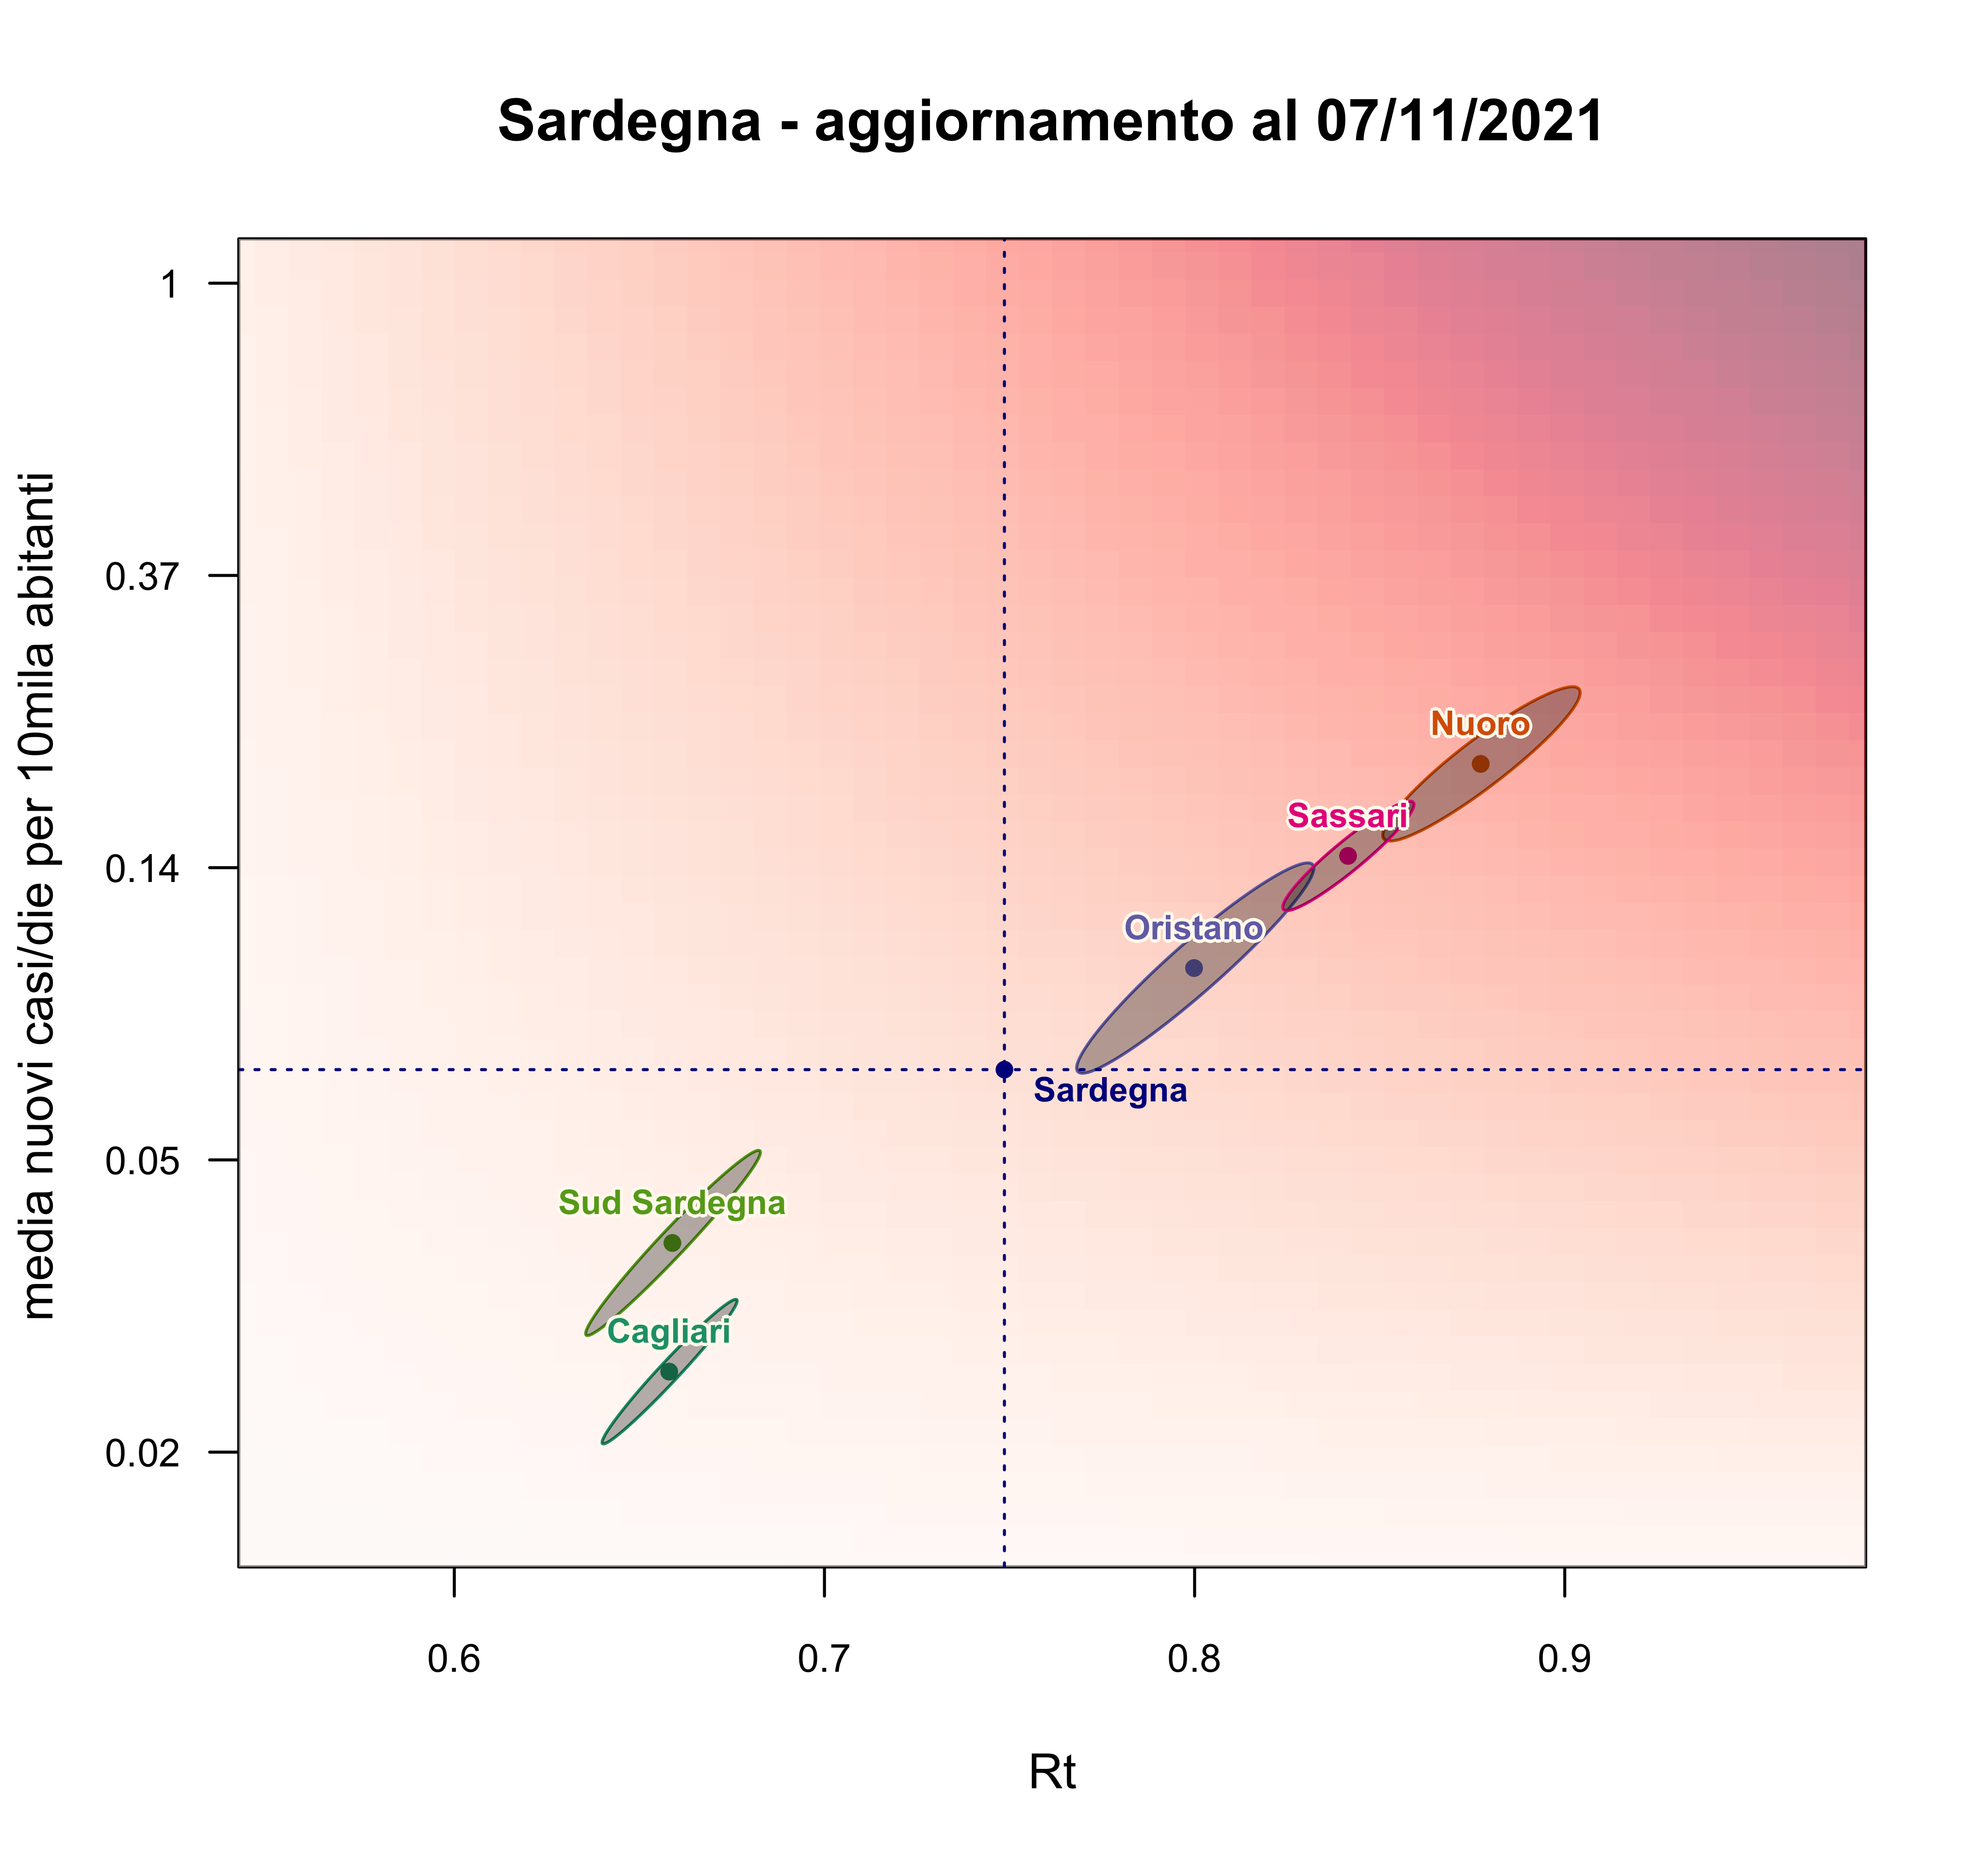 Sardegna - aggiornamento al 07/11/2021
media nuovi casi/die per 10mila abitanti
1
0.37
0.14
0.05
0.02
Nuoro
Sassari
Oristano
Sardegna
Sud Sardegna
Cagliari
0.6 0.7 0.8 0.9
Rt